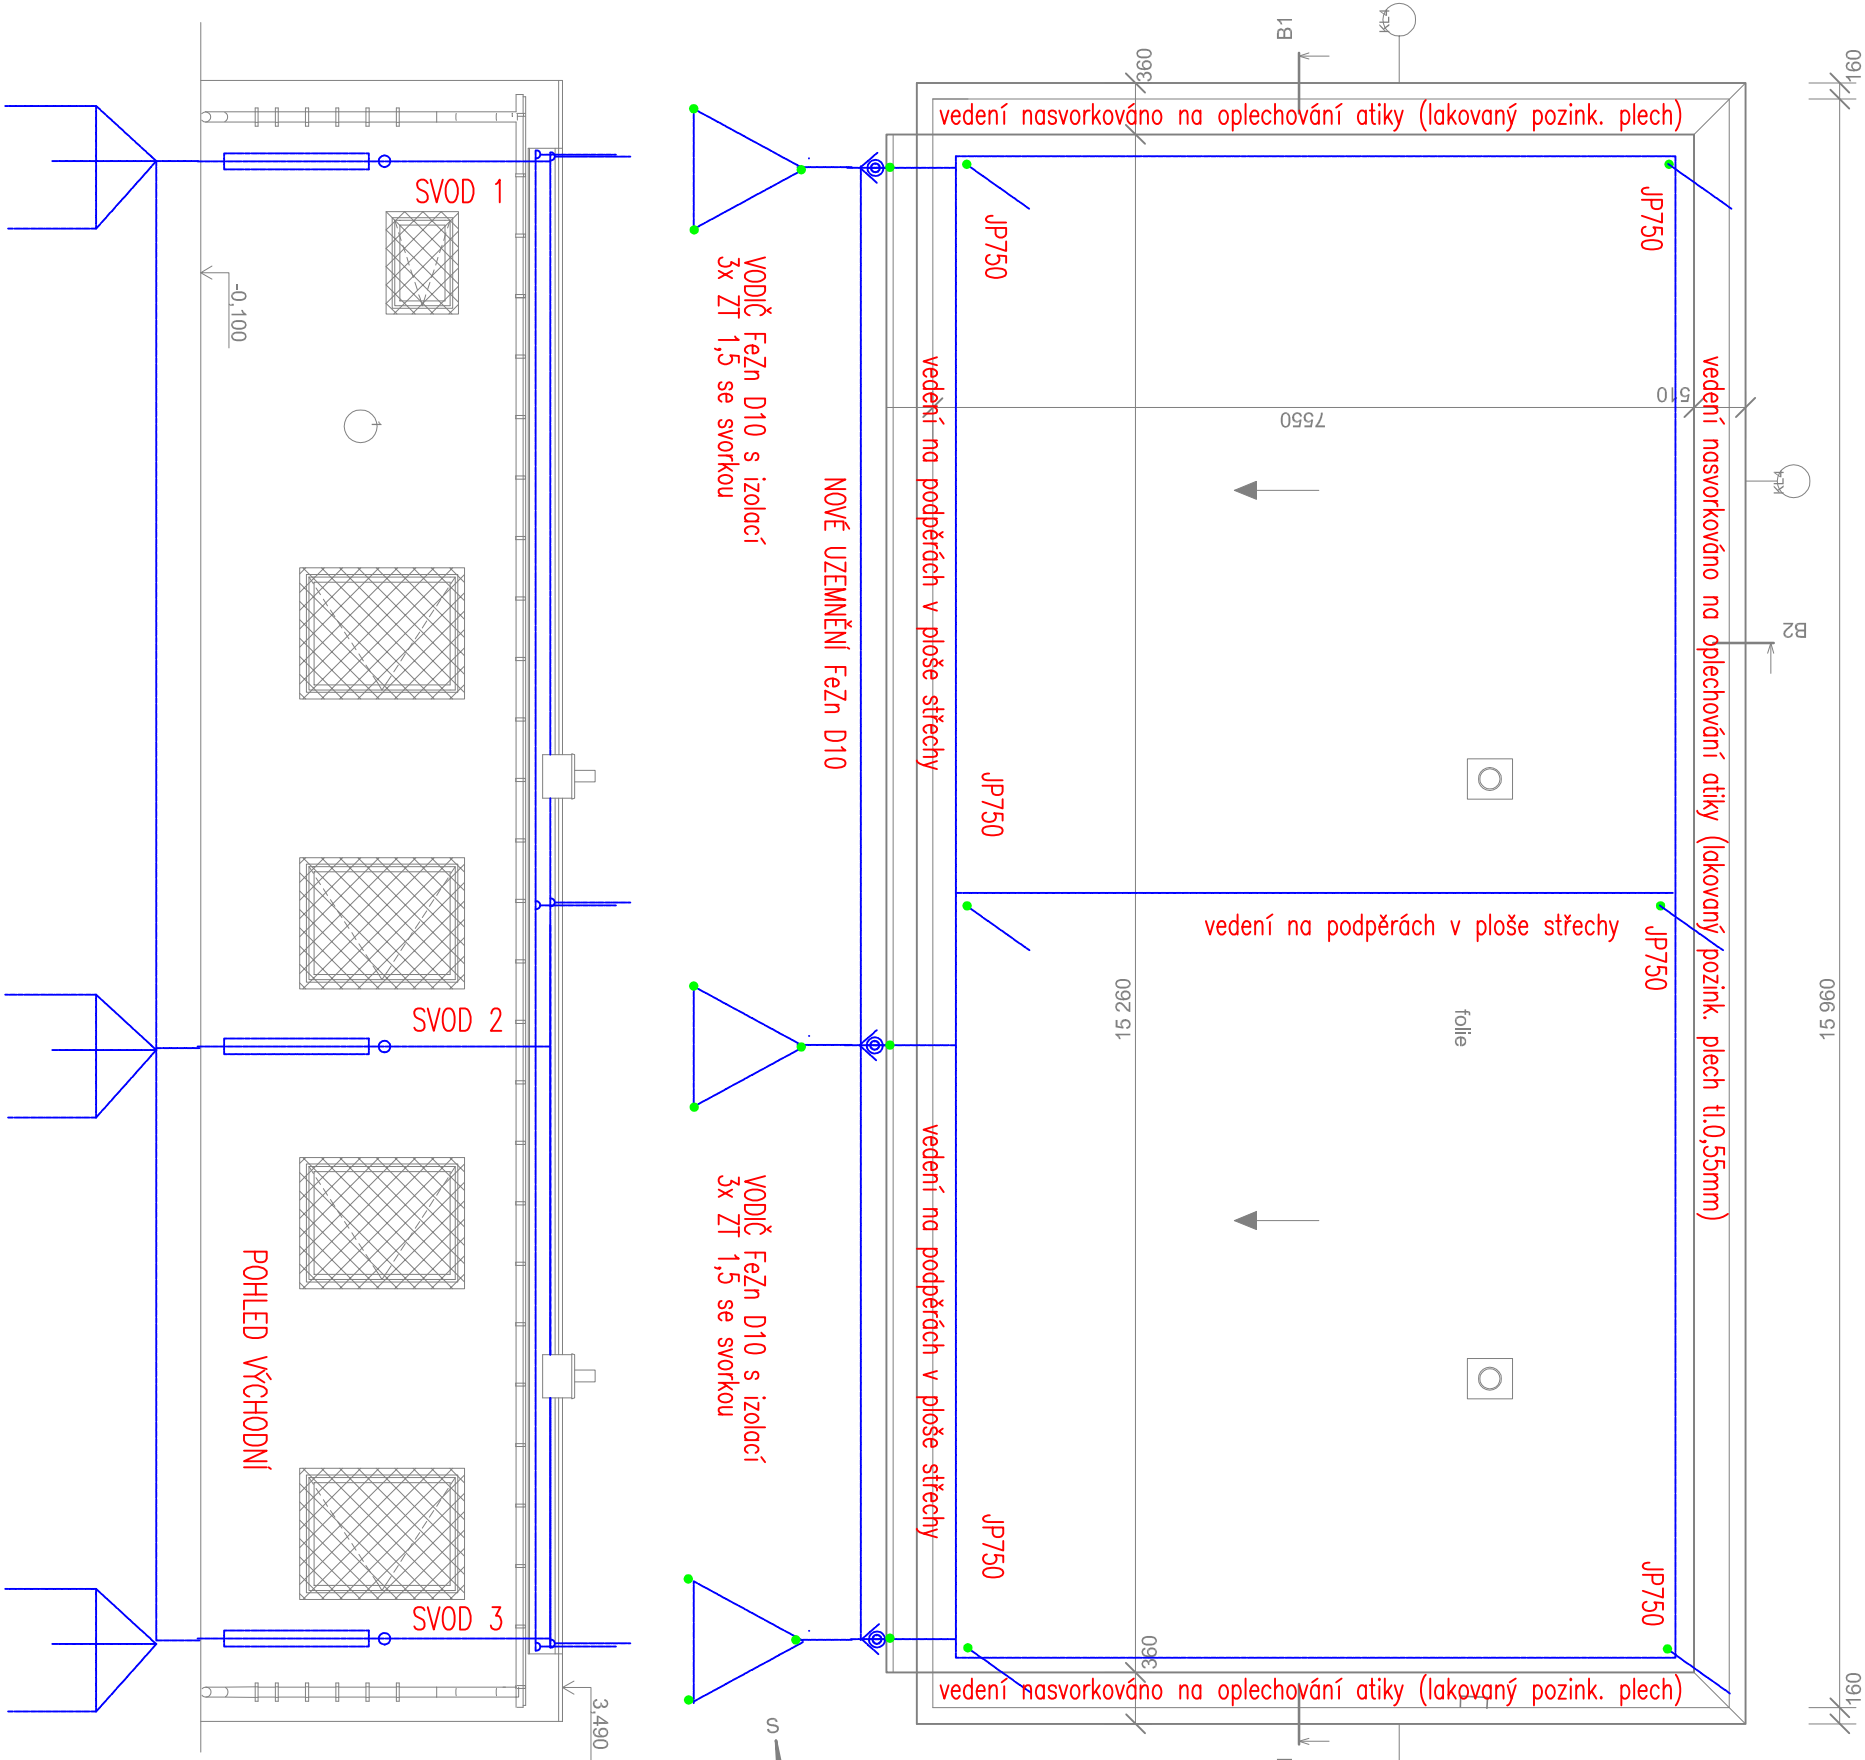 B1
KL4
160
360
vedení nasvorkováno na oplechování atiky (lakovaný pozink. plech)
SVOD 1
JP750
JP750
-0,100
VODIČ FeZn D10 s izolací
3x ZT 1,5 se svorkou
vedení na podpěrách v ploše střechy
vedení nasvorkováno na oplechování atiky (lakovaný pozink. plech tl.0,55mm)
510
7550
1
KL4
NOVÉ UZEMNĚNÍ FeZn D10
B2
JP750
vedení na podpěrách v ploše střechy
JP750
SVOD 2
15 260
folie
15 960
vedení na podpěrách v ploše střechy
VODIČ FeZn D10 s izolací
3x ZT 1,5 se svorkou
POHLED VÝCHODNÍ
JP750
JP750
SVOD 3
360
vedení nasvorkováno na oplechování atiky (lakovaný pozink. plech)
160
3,490
S